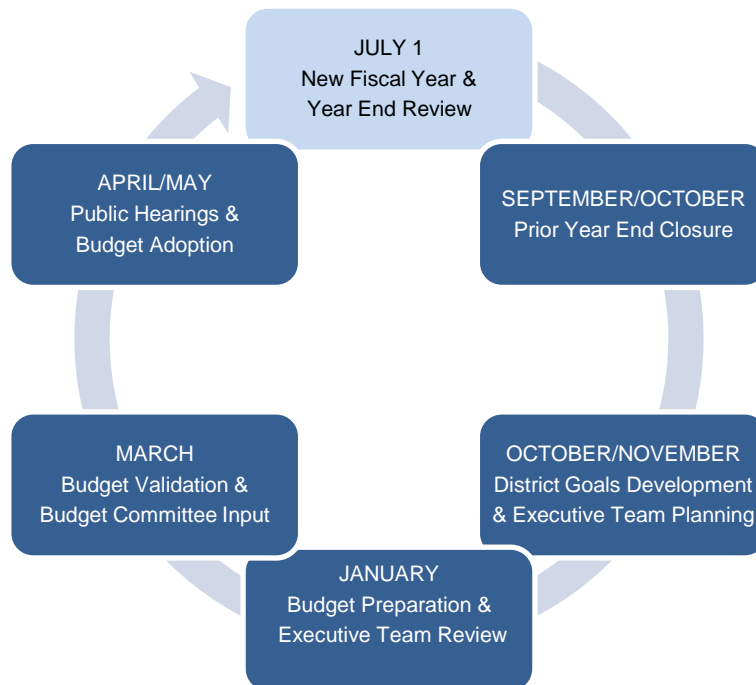 JULY 1
New Fiscal Year &
Year End Review
SEPTEMBER/OCTOBER
Prior Year End Closure
OCTOBER/NOVEMBER
District Goals Development
& Executive Team Planning
JANUARY
Budget Preparation &
Executive Team Review
MARCH
Budget Validation &
Budget Committee Input
APRIL/MAY
Public Hearings &
Budget Adoption